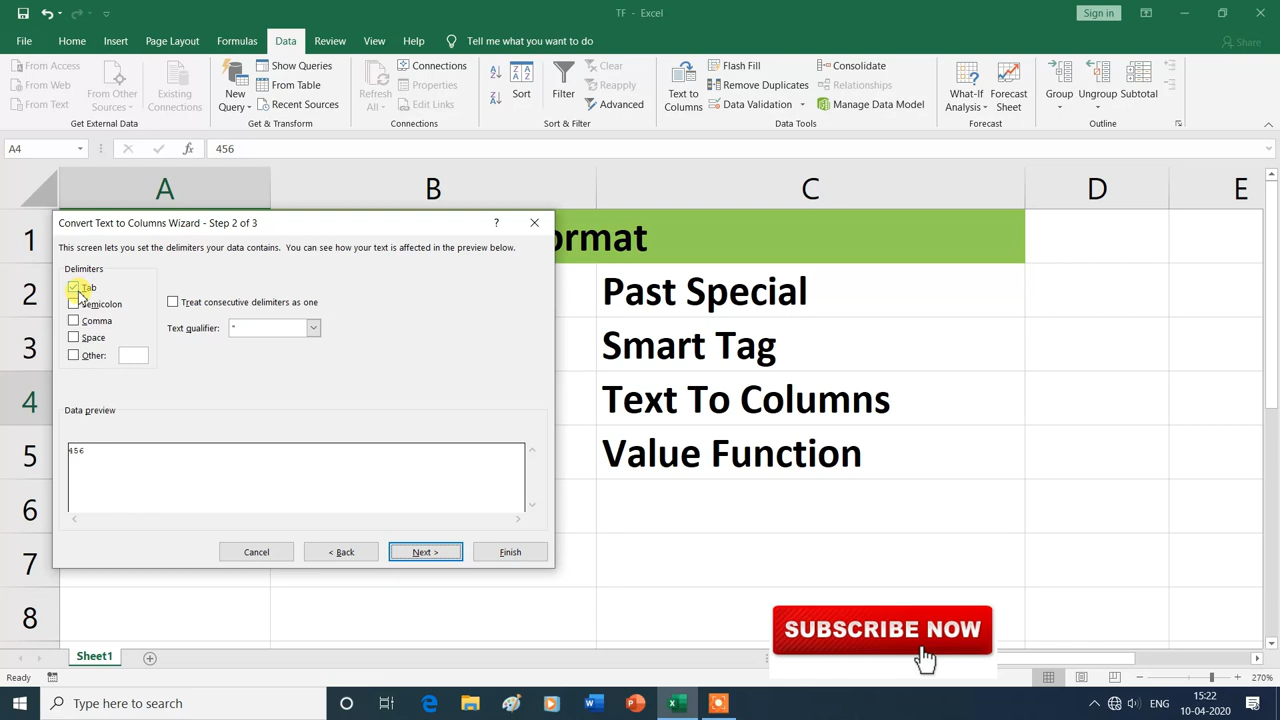 TF - Excel
Sign in
File Home Insert Page Layout Formulas Data Review View Help Tell me what you want to do Share
From Access
From Web
From Text
From Other Sources
Existing Connections
Get External Data
New Query
Show Queries
From Table
Recent Sources
Get & Transform
Refresh All
Connections
Properties
Edit Links
Connections
Sort
Filter
Clear
Reapply
Advanced
Sort & Filter
Text to Columns
Flash Fill
Remove Duplicates
Data Validation
Consolidate
Relationships
Manage Data Model
Data Tools
What-If Analysis
Forecast Sheet
Forecast
Group
Ungroup
Subtotal
Outline
A4 fx 456
A B C D E
1 ormat
2 Past Special
3 Smart Tag
4 Text To Columns
5 Value Function
6
7
8
Convert Text to Columns Wizard - Step 2 of 3 ?
This screen lets you set the delimiters your data contains. You can see how your text is affected in the preview below.
Delimiters
Tab
Semicolon
Comma
Space
Other:
Treat consecutive delimiters as one
Text qualifier: "
Data preview
456
Cancel < Back Next > Finish
SUBSCRIBE NOW
Sheet1
Ready
270%
Type here to search
ENG
15:22
10-04-2020